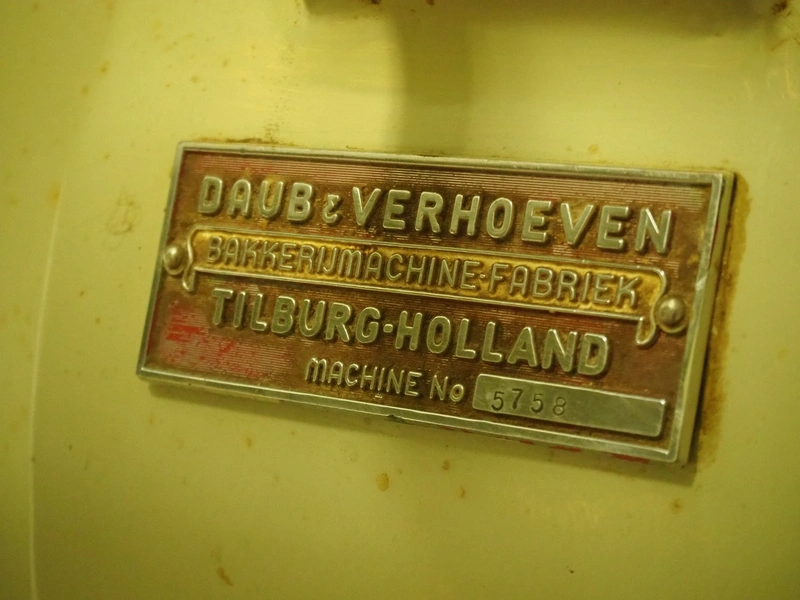 DAUB & VERHOEVEN
BAKKERIJMACHINE-FABRIEK
TILBURG-HOLLAND
MACHINE No 5758